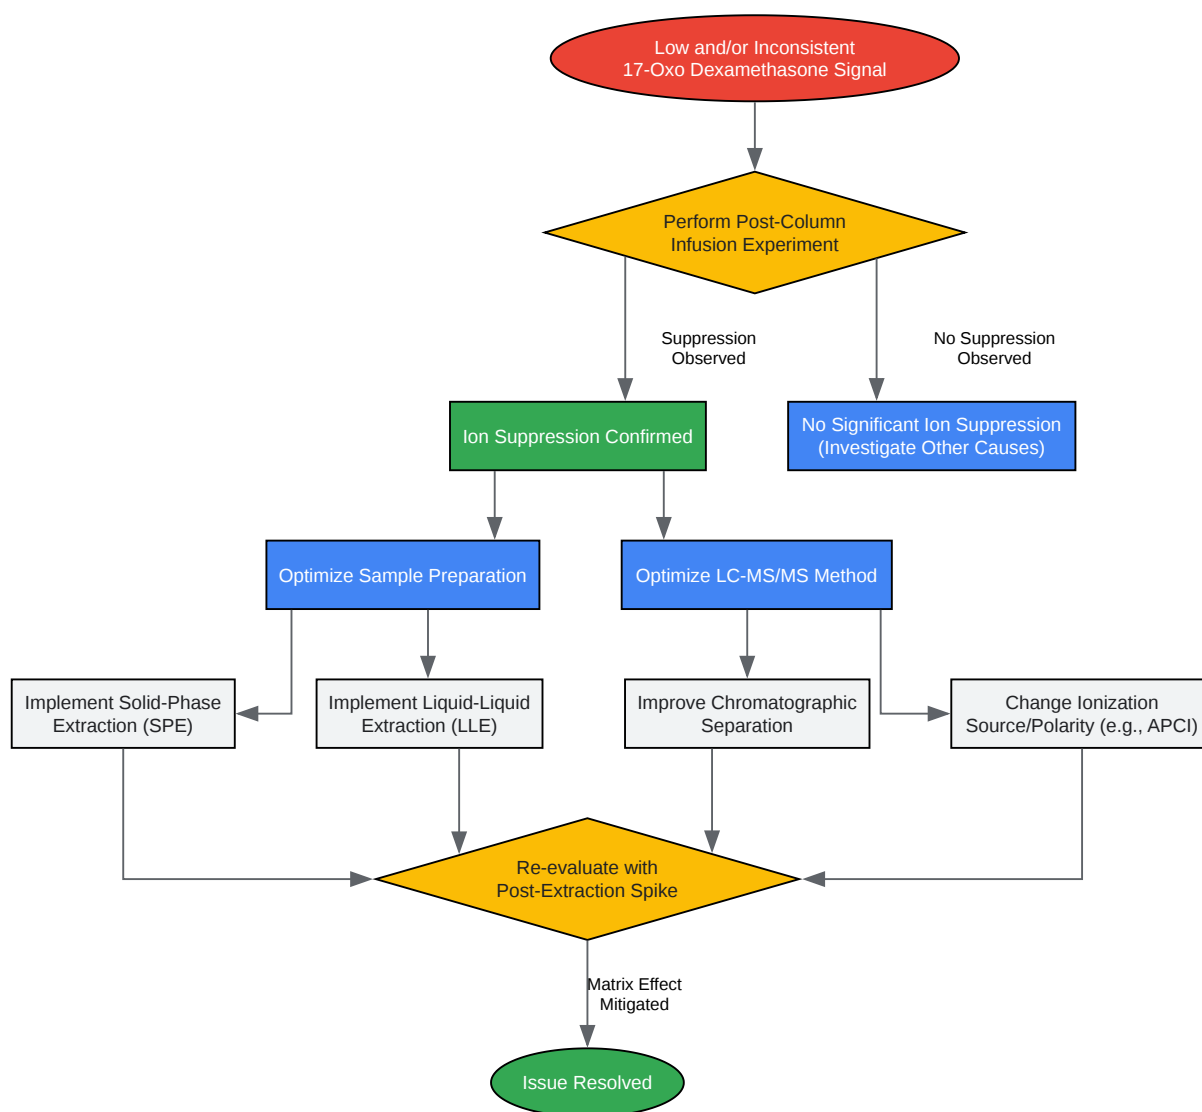 Low and/or Inconsistent
17-Oxo Dexamethasone Signal
Perform Post-Column
Infusion Experiment
Suppression
Observed
No Suppression
Observed
Ion Suppression Confirmed
No Significant Ion Suppression
(Investigate Other Causes)
Optimize Sample Preparation
Optimize LC-MS/MS Method
Implement Solid-Phase
Extraction (SPE)
Implement Liquid-Liquid
Extraction (LLE)
Improve Chromatographic
Separation
Change Ionization
Source/Polarity (e.g., APCI)
Re-evaluate with
Post-Extraction Spike
Matrix Effect
Mitigated
Issue Resolved